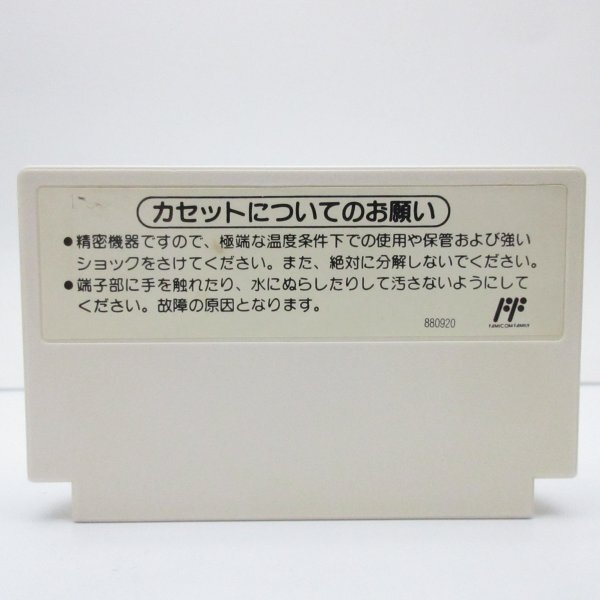 カセットについてのお願い
●精密機器ですので、極端な温度条件下での使用や保管および強い
ショックをさけてください。また、絶対に分解しないでください。
●端子部に手を触れたり、水にぬらしたりして汚さないようにして
ください。故障の原因となります。
880920
FAMICOM FAMILY